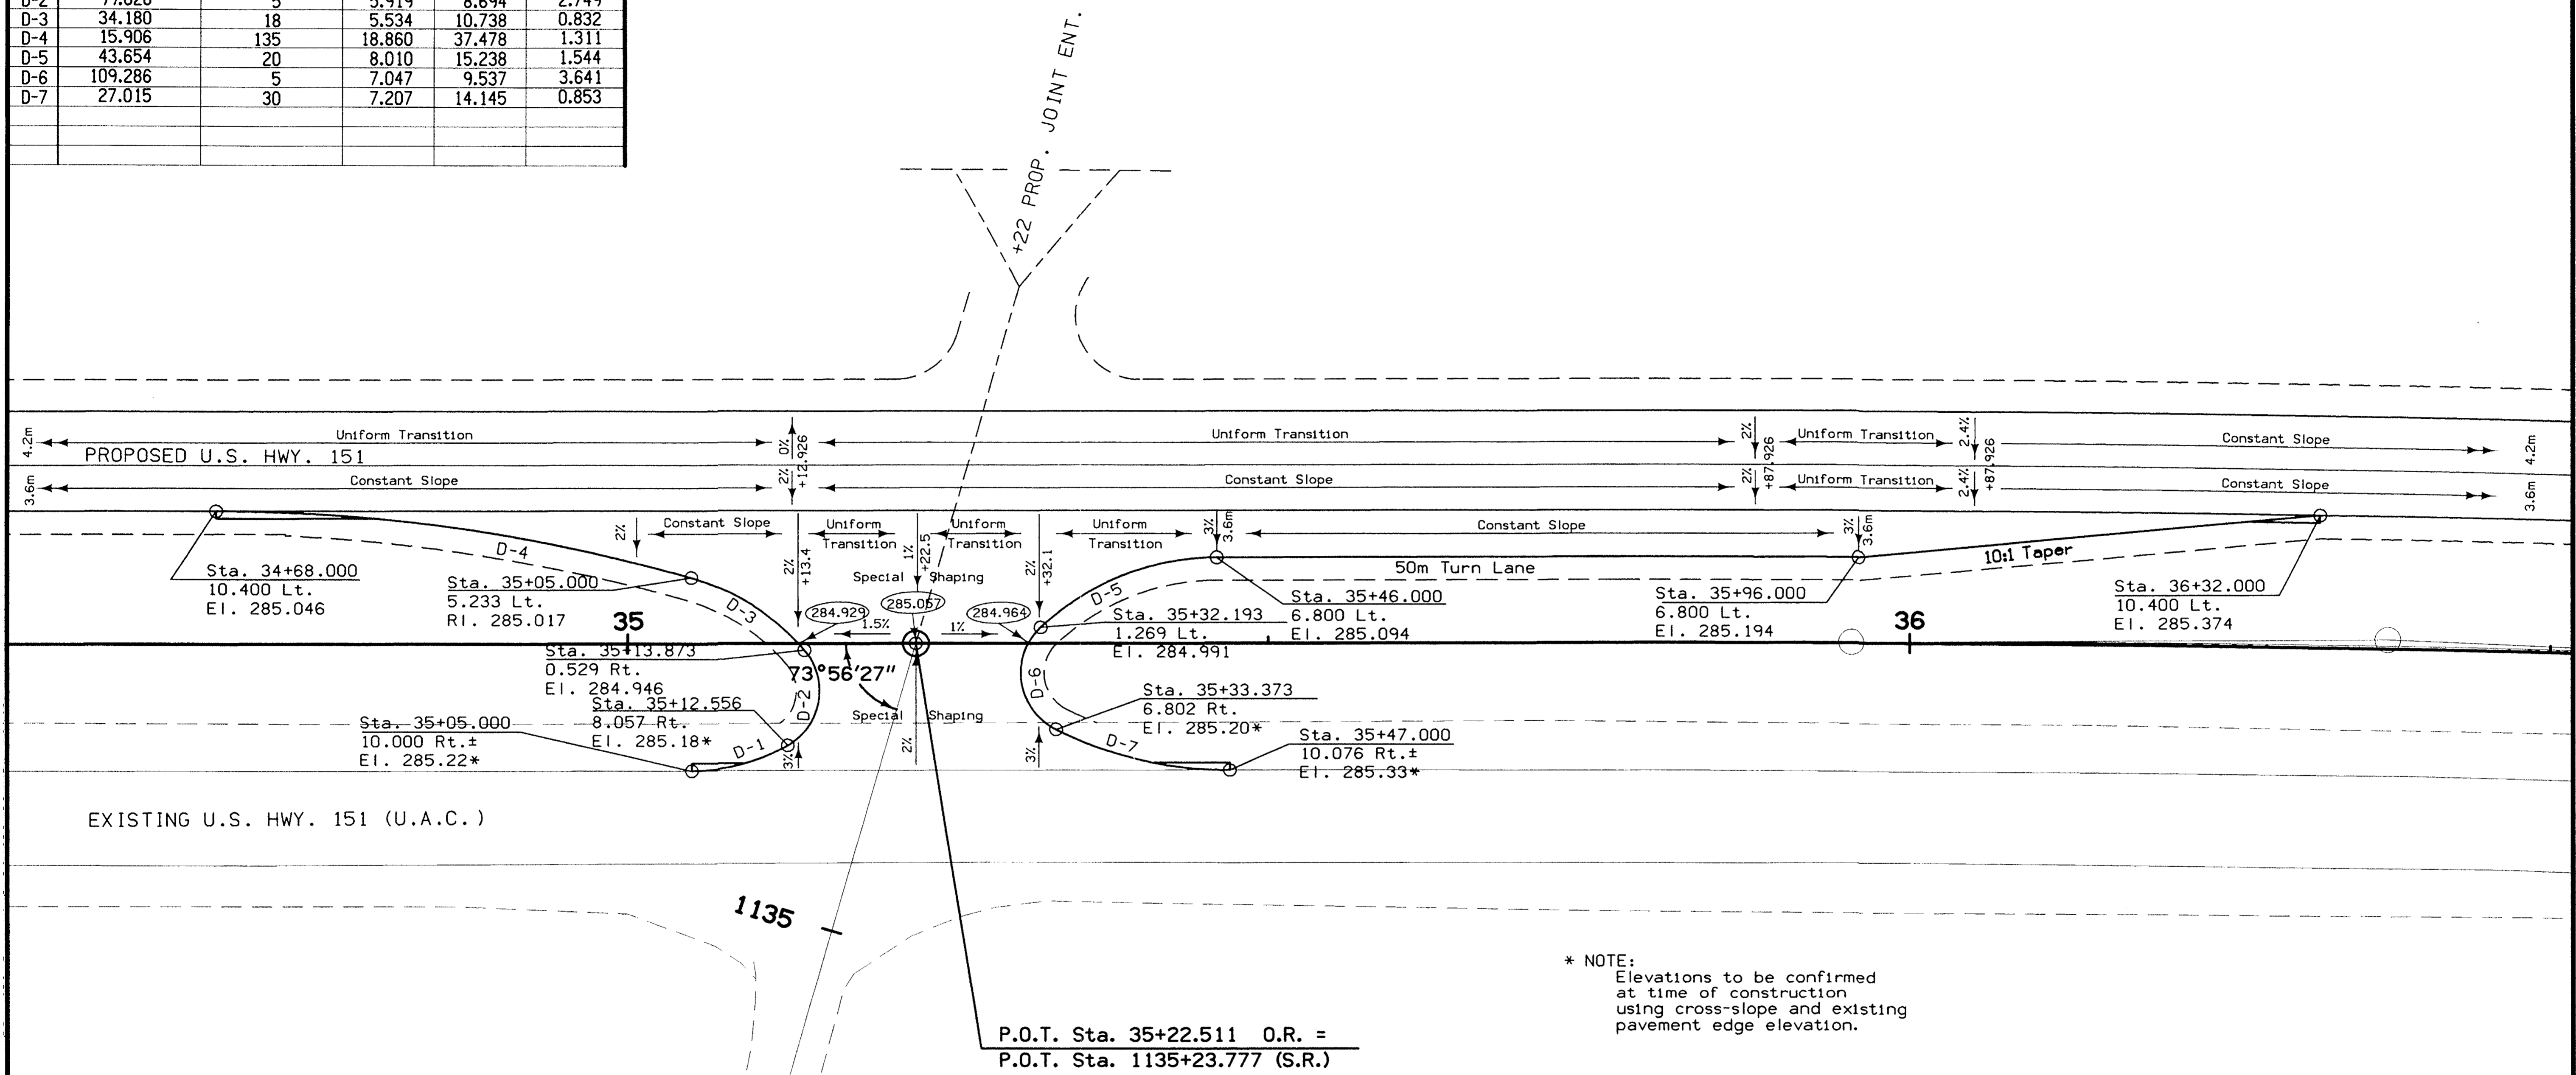 D-2 77.626 5 5.919 8.694 2.749
D-3 34.180 18 5.534 10.738 0.832
D-4 15.906 135 18.860 37.478 1.311
D-5 43.654 20 8.010 15.238 1.544
D-6 109.286 5 7.047 9.537 3.641
D-7 27.015 30 7.207 14.145 0.853
+22 PROP. JOINT ENT.
4.2m
Uniform Transition
0%
+12.926
Uniform Transition
2%
+87.926
Uniform Transition
2.4%
+87.926
Constant Slope
4.2m
PROPOSED U.S. HWY. 151
3.6m
Constant Slope
2%
Constant Slope
2%
Uniform Transition
2.4%
Constant Slope
3.6m
2%
Constant Slope
2%
+13.4
Uniform
Transition
1%
+22.5
Uniform
Transition
2%
+32.1
Uniform
Transition
3%
3.6m
Constant Slope
3%
3.6m
10:1 Taper
D-4
50m Turn Lane
Special Shaping
Sta. 34+68.000
10.400 Lt.
El. 285.046
Sta. 35+05.000
5.233 Lt.
RI. 285.017
D-3
284.929
285.057
284.964
1.5%
1%
D-5
Sta. 35+32.193
1.269 Lt.
El. 284.991
Sta. 35+46.000
6.800 Lt.
El. 285.094
Sta. 35+96.000
6.800 Lt.
El. 285.194
Sta. 36+32.000
10.400 Lt.
El. 285.374
35
36
Sta. 35+13.873
0.529 Rt.
El. 284.946
73°56'27"
D-2
D-6
Sta. 35+12.556
8.057 Rt.
El. 285.18*
Special Shaping
Sta. 35+33.373
6.802 Rt.
El. 285.20*
Sta. 35+05.000
10.000 Rt.±
El. 285.22*
D-1
3%
2%
3%
D-7
Sta. 35+47.000
10.076 Rt.±
El. 285.33*
EXISTING U.S. HWY. 151 (U.A.C.)
1135
* NOTE:
Elevations to be confirmed
at time of construction
using cross-slope and existing
pavement edge elevation.
P.O.T. Sta. 35+22.511 O.R. =
P.O.T. Sta. 1135+23.777 (S.R.)